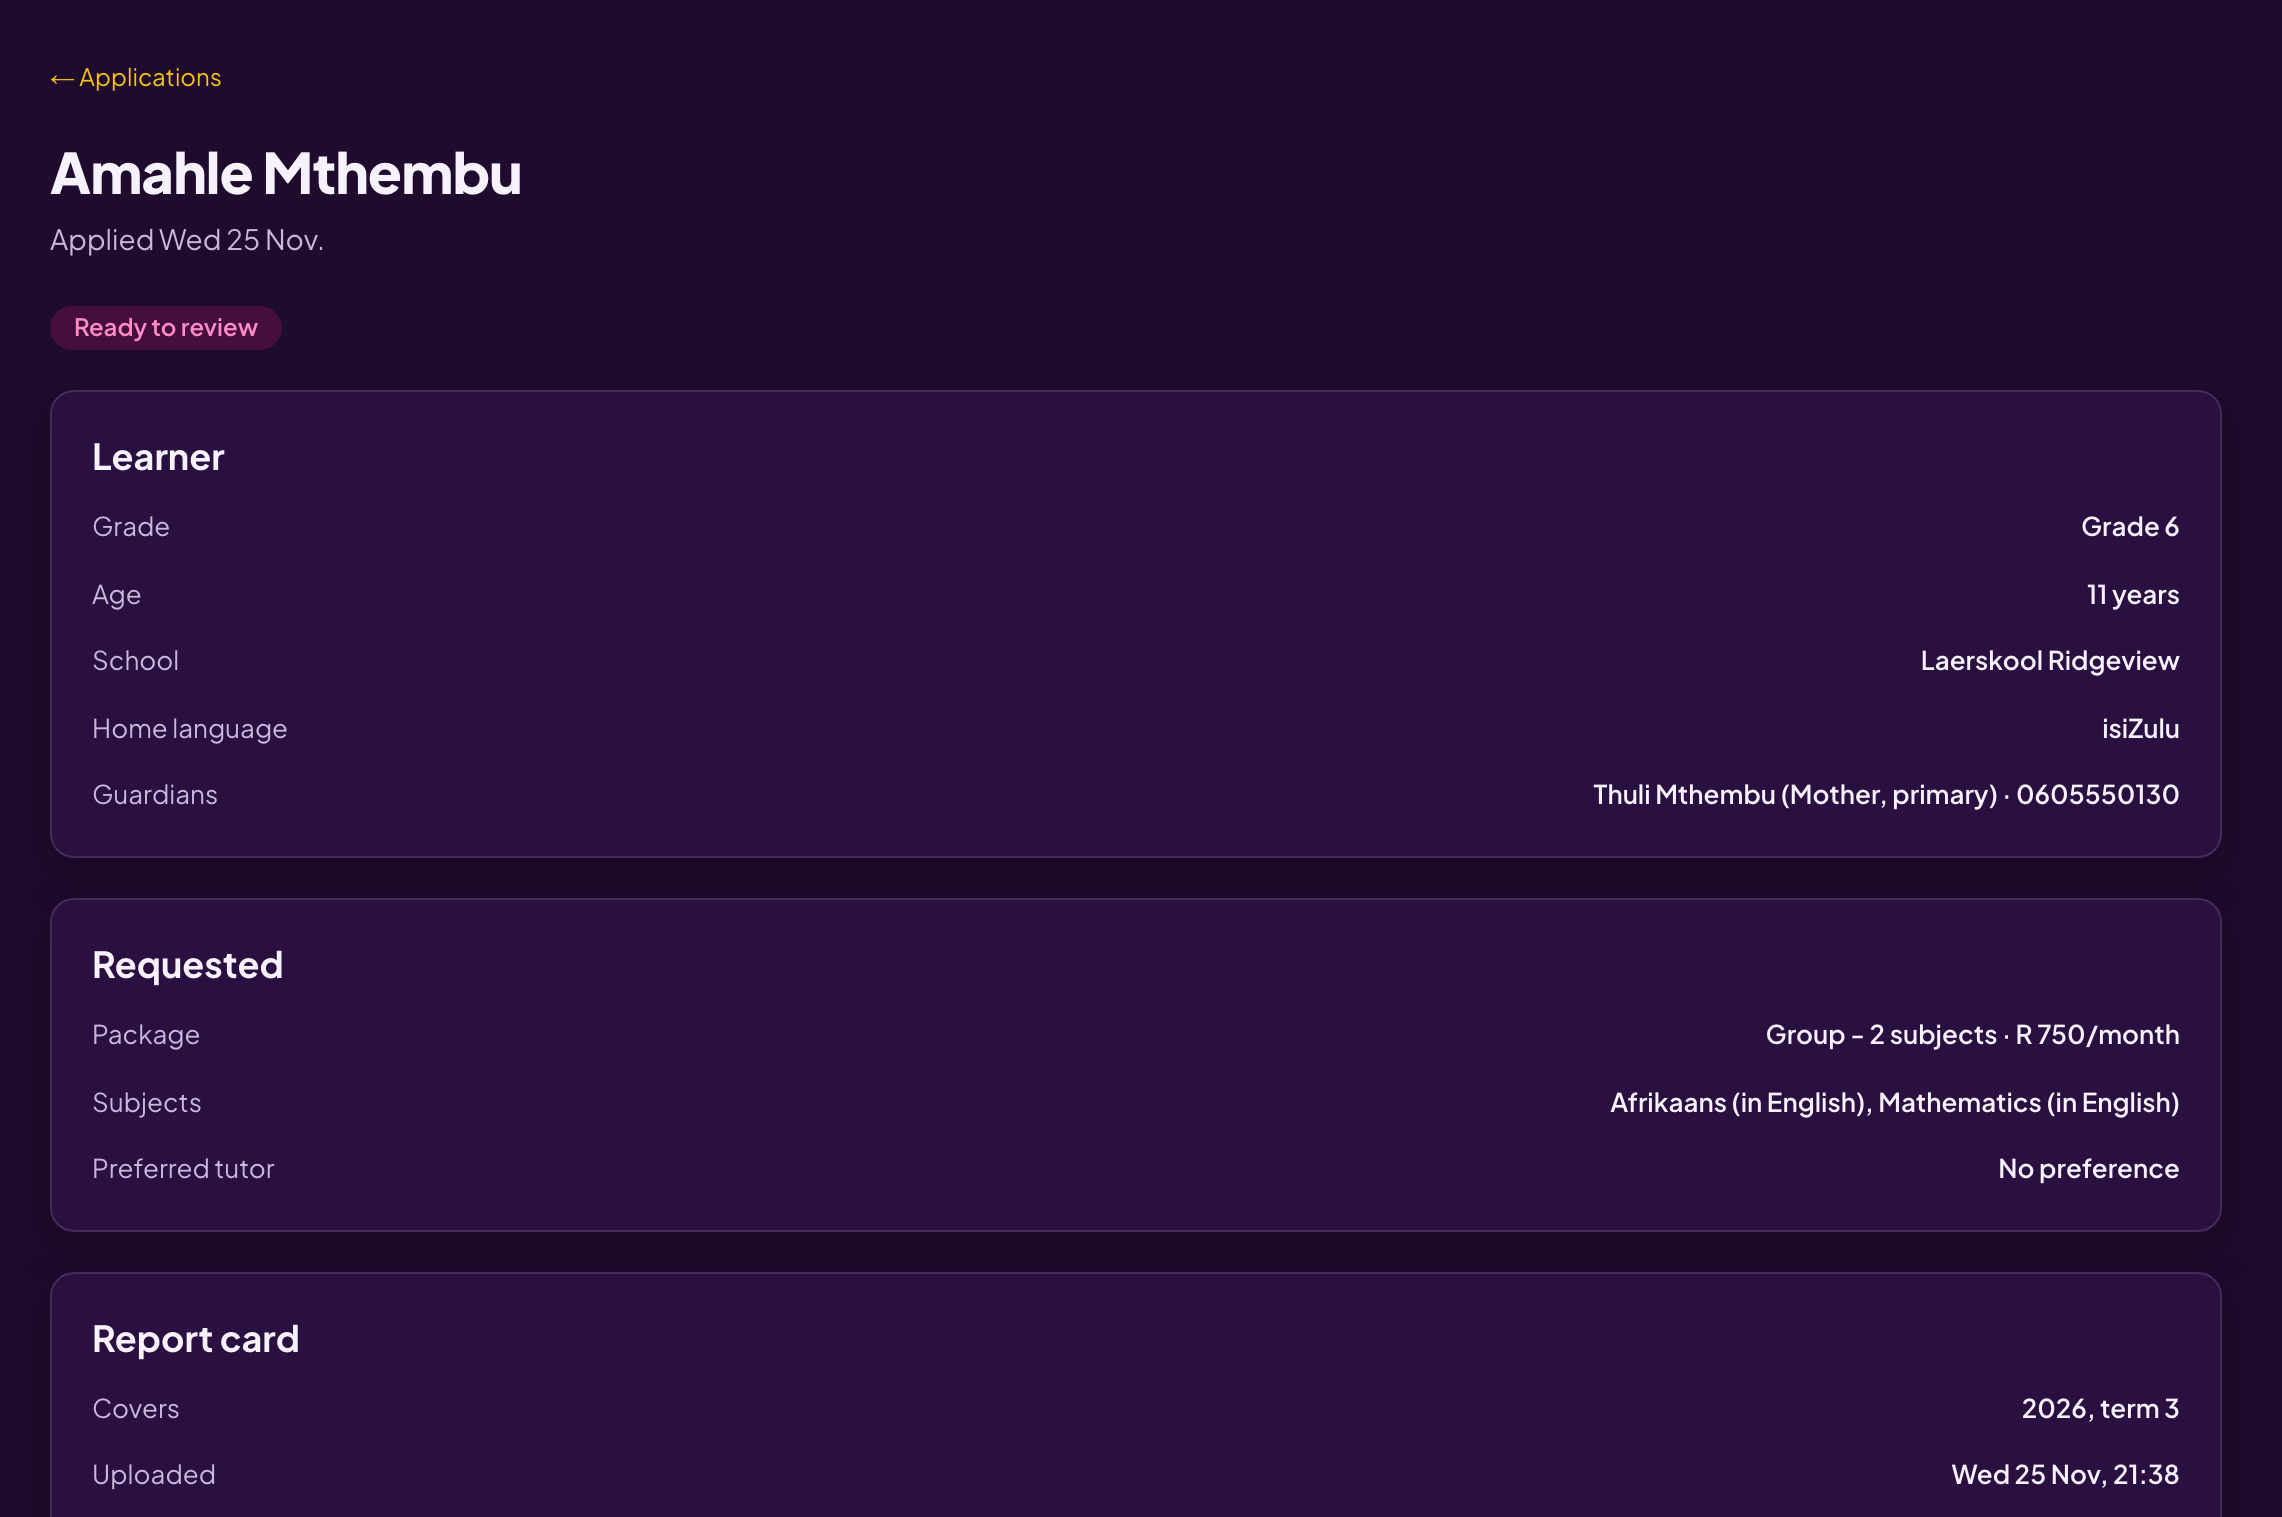 ← Applications
Amahle Mthembu
Applied Wed 25 Nov.
Ready to review
Learner
Grade Grade 6
Age 11 years
School Laerskool Ridgeview
Home language isiZulu
Guardians Thuli Mthembu (Mother, primary) · 0605550130
Requested
Package Group – 2 subjects · R 750/month
Subjects Afrikaans (in English), Mathematics (in English)
Preferred tutor No preference
Report card
Covers 2026, term 3
Uploaded Wed 25 Nov, 21:38